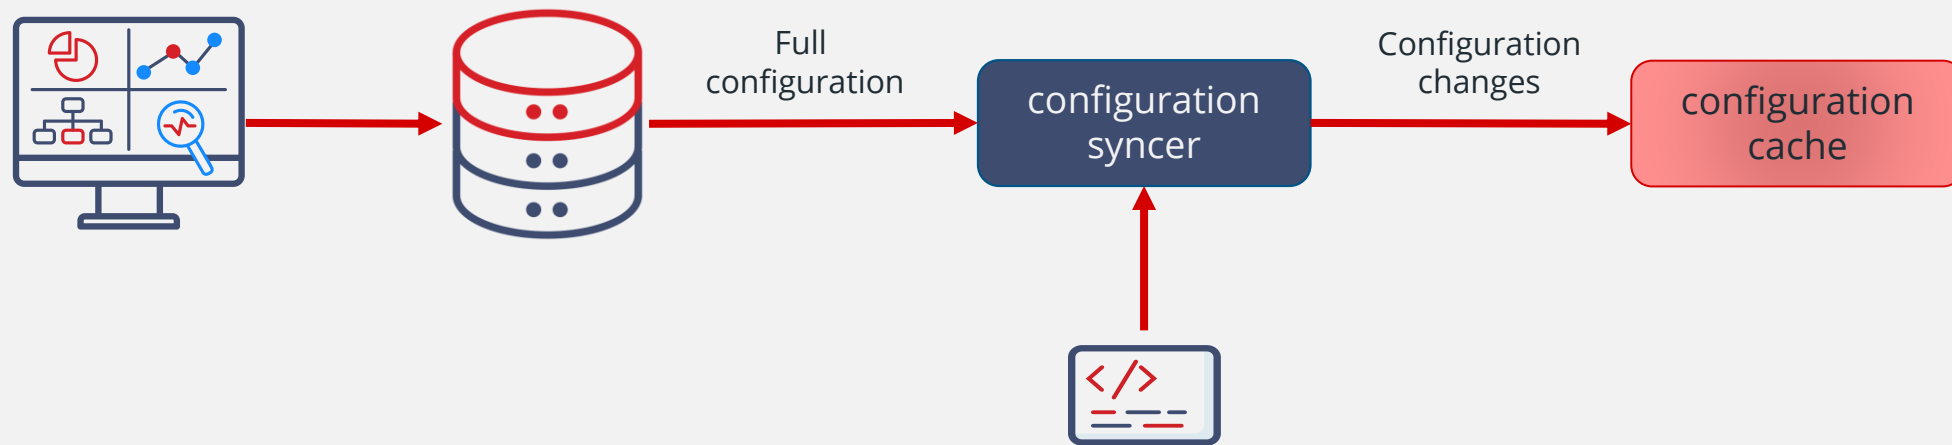 Full
configuration
configuration
syncer
Configuration
changes
configuration
cache
</>